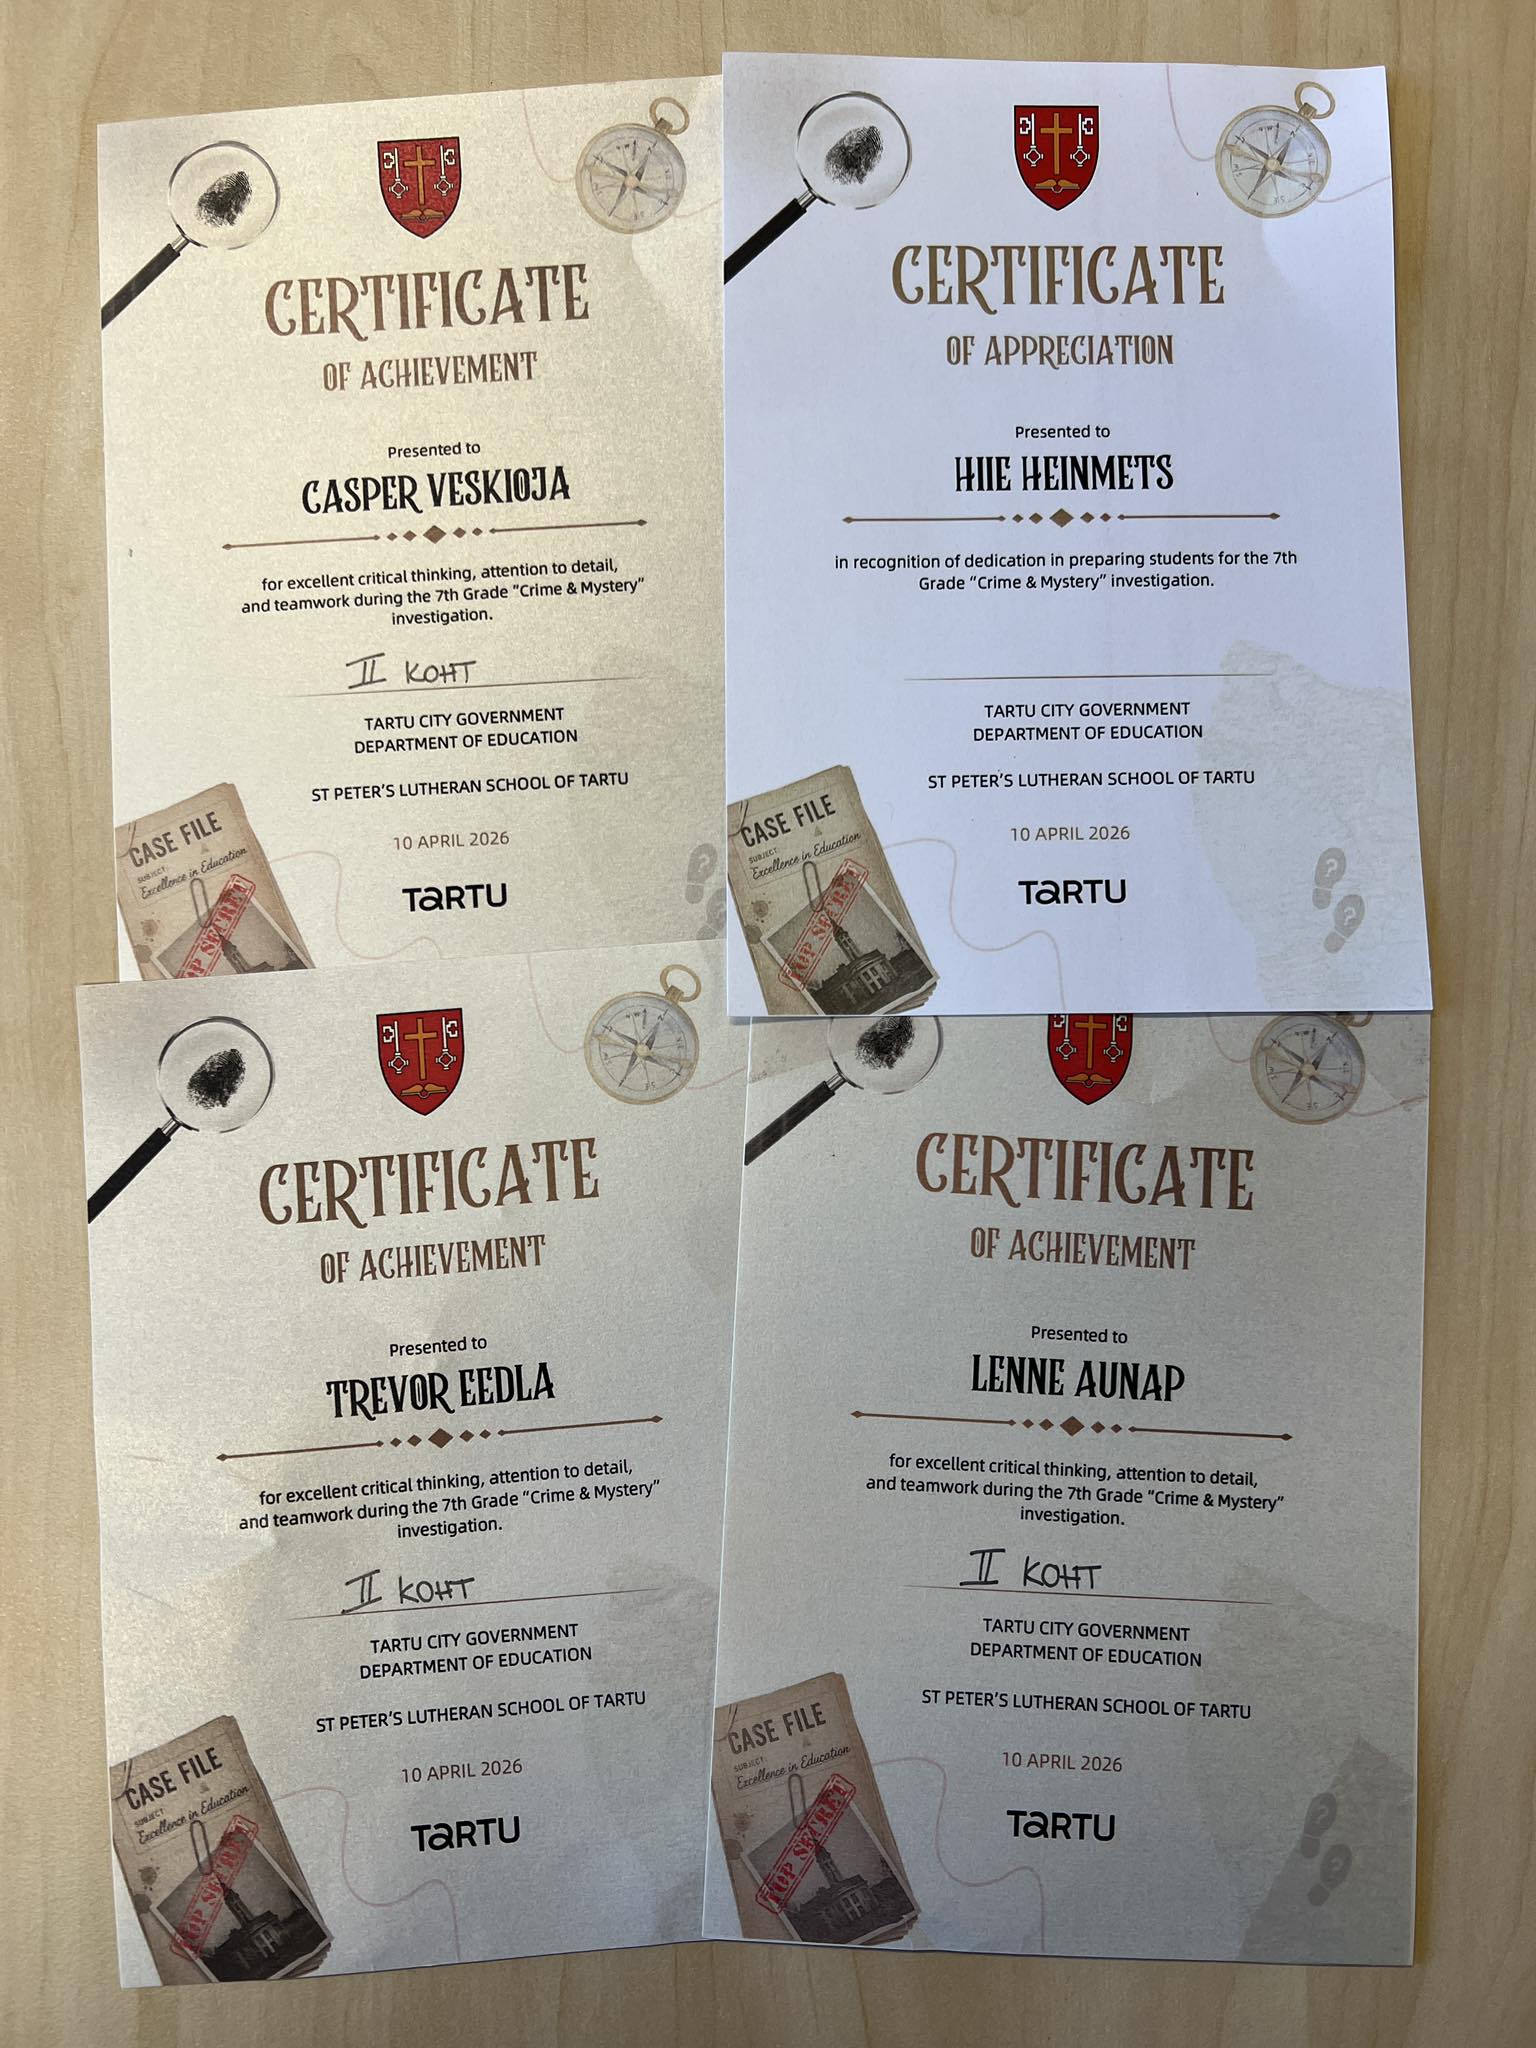 CERTIFICATE
OF ACHIEVEMENT
Presented to
CASPER VESKIOJA
for excellent critical thinking, attention to detail,
and teamwork during the 7th Grade “Crime & Mystery”
investigation.
II KOHT
TARTU CITY GOVERNMENT
DEPARTMENT OF EDUCATION
ST PETER’S LUTHERAN SCHOOL OF TARTU
10 APRIL 2026
TaRTU
CASE FILE
SUBJECT:
Excellence in Education
TOP SECRET
CERTIFICATE
OF APPRECIATION
Presented to
HIIE HEINMETS
in recognition of dedication in preparing students for the 7th
Grade “Crime & Mystery” investigation.
TARTU CITY GOVERNMENT
DEPARTMENT OF EDUCATION
ST PETER’S LUTHERAN SCHOOL OF TARTU
10 APRIL 2026
TaRTU
CASE FILE
SUBJECT:
Excellence in Education
TOP SECRET
CERTIFICATE
OF ACHIEVEMENT
Presented to
TREVOR EEDLA
for excellent critical thinking, attention to detail,
and teamwork during the 7th Grade “Crime & Mystery”
investigation.
II KOHT
TARTU CITY GOVERNMENT
DEPARTMENT OF EDUCATION
ST PETER’S LUTHERAN SCHOOL OF TARTU
10 APRIL 2026
TaRTU
CASE FILE
SUBJECT:
Excellence in Education
TOP SECRET
CERTIFICATE
OF ACHIEVEMENT
Presented to
LENNE AUNAP
for excellent critical thinking, attention to detail,
and teamwork during the 7th Grade “Crime & Mystery”
investigation.
II KOHT
TARTU CITY GOVERNMENT
DEPARTMENT OF EDUCATION
ST PETER’S LUTHERAN SCHOOL OF TARTU
10 APRIL 2026
TaRTU
CASE FILE
SUBJECT:
Excellence in Education
TOP SECRET